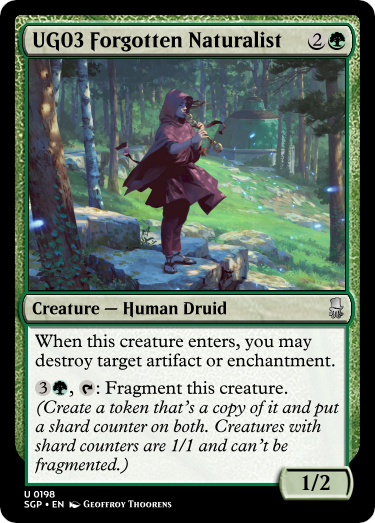 UG03 Forgotten Naturalist 2
Creature — Human Druid
When this creature enters, you may
destroy target artifact or enchantment.
3, : Fragment this creature.
(Create a token that's a copy of it and put
a shard counter on both. Creatures with
shard counters are 1/1 and can't be
fragmented.)
1/2
U 0198
SGP • EN Geoffroy Thoorens